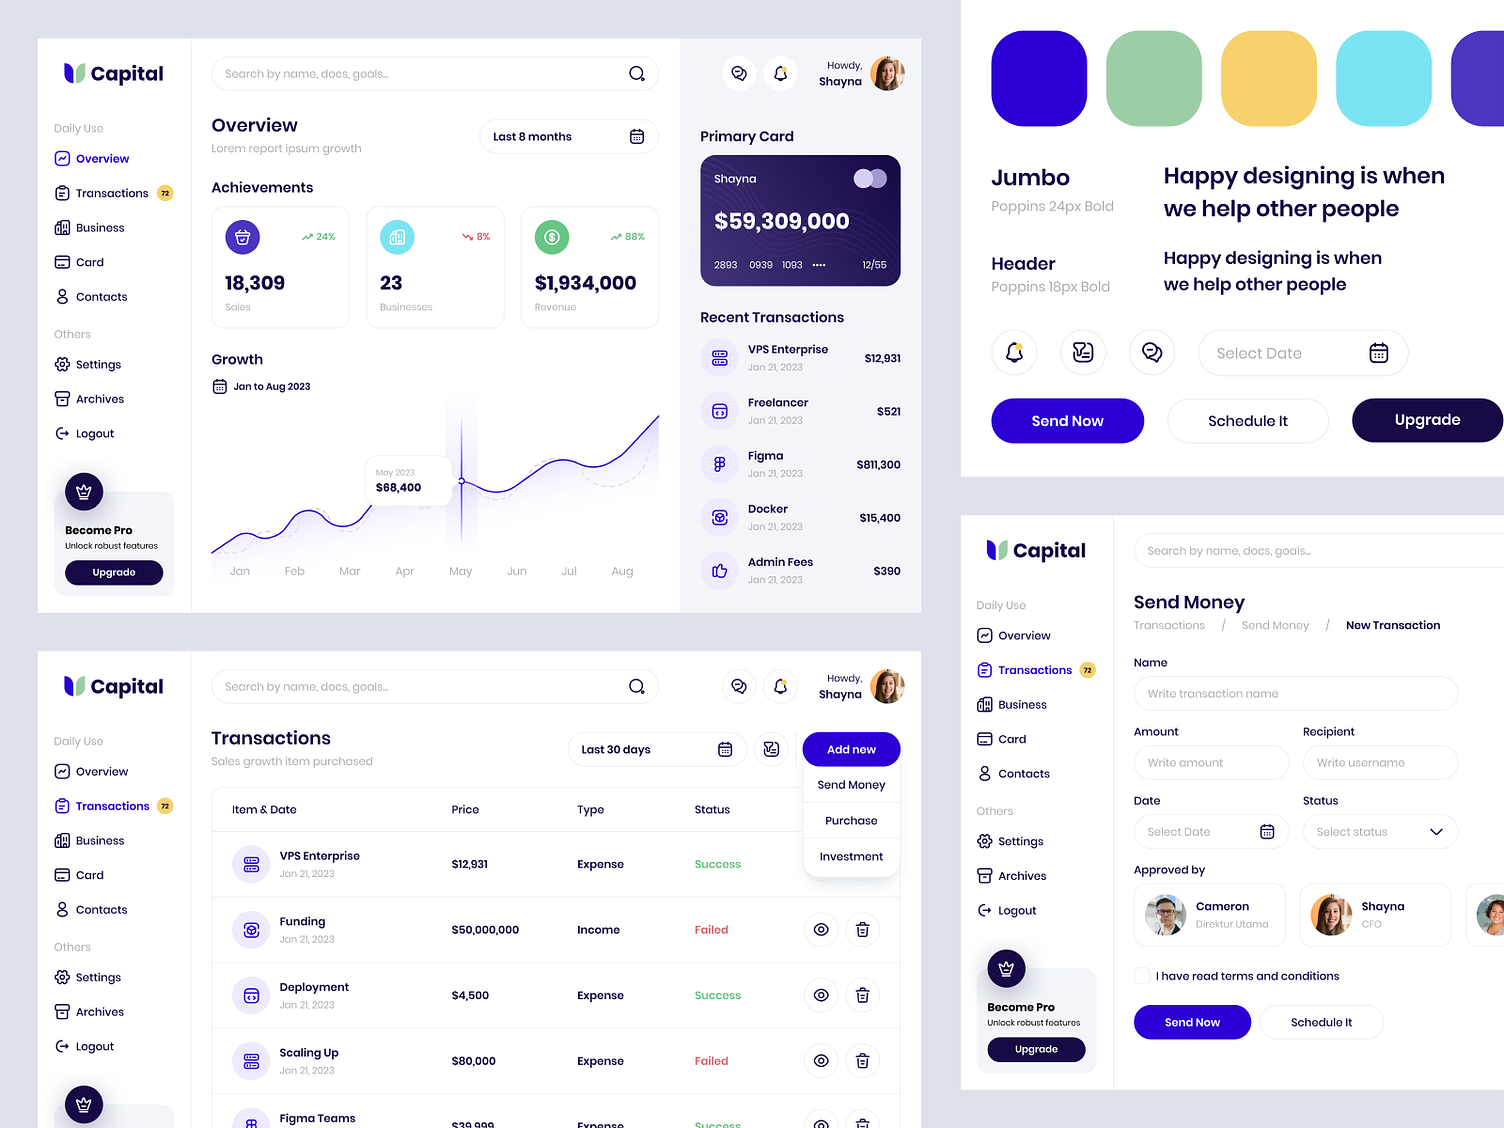 Capital
Daily Use
Overview
Transactions 72
Business
Card
Contacts
Others
Settings
Archives
Logout
Become Pro
Unlock robust features
Upgrade
Search by name, docs, goals...
Overview
Lorem report ipsum growth
Last 8 months
Achievements
24%
18,309
Sales
8%
23
Businesses
88%
$1,934,000
Revenue
Growth
Jan to Aug 2023
May 2023
$68,400
Jan Feb Mar Apr May Jun Jul Aug
Howdy,
Shayna
Primary Card
Shayna
$59,309,000
2893 0939 1093 •••• 12/55
Recent Transactions
VPS Enterprise
Jan 21, 2023
$12,931
Freelancer
Jan 21, 2023
$521
Figma
Jan 21, 2023
$811,300
Docker
Jan 21, 2023
$15,400
Admin Fees
Jan 21, 2023
$390
Jumbo
Poppins 24px Bold
Happy designing is when
we help other people
Header
Poppins 18px Bold
Happy designing is when
we help other people
Select Date
Send Now
Schedule It
Upgrade
Capital
Daily Use
Overview
Transactions 72
Business
Card
Contacts
Others
Settings
Archives
Logout
Search by name, docs, goals...
Howdy,
Shayna
Transactions
Sales growth item purchased
Last 30 days
Add new
Send Money
Purchase
Investment
Item & Date Price Type Status
VPS Enterprise
Jan 21, 2023
$12,931 Expense Success
Funding
Jan 21, 2023
$50,000,000 Income Failed
Deployment
Jan 21, 2023
$4,500 Expense Success
Scaling Up
Jan 21, 2023
$80,000 Expense Failed
Figma Teams
$39,999 Expense Success
Capital
Daily Use
Overview
Transactions 72
Business
Card
Contacts
Others
Settings
Archives
Logout
Become Pro
Unlock robust features
Upgrade
Search by name, docs, goals...
Send Money
Transactions / Send Money / New Transaction
Name
Write transaction name
Amount
Write amount
Recipient
Write username
Date
Select Date
Status
Select status
Approved by
Cameron
Direktur Utama
Shayna
CFO
I have read terms and conditions
Send Now
Schedule It